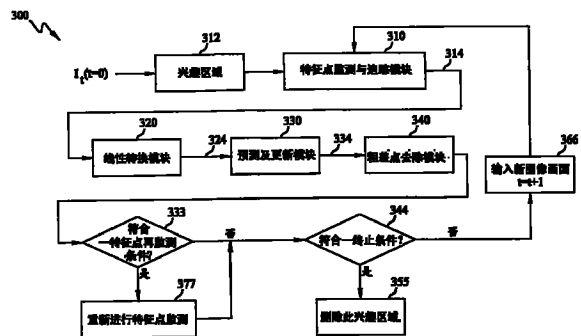 300
312
310
I_t(t=0)
兴趣区域
特征点监测与追踪模块
314
320
330
340
366
线性转换模块
324
预测及更新模块
334
粗差点去除模块
输入新图像画面
t=t+1
333
344
符合
一特征点再监测
条件?
否
符合一终止条件?
否
是
是
377
355
重新进行特征点监测
删除此兴趣区域